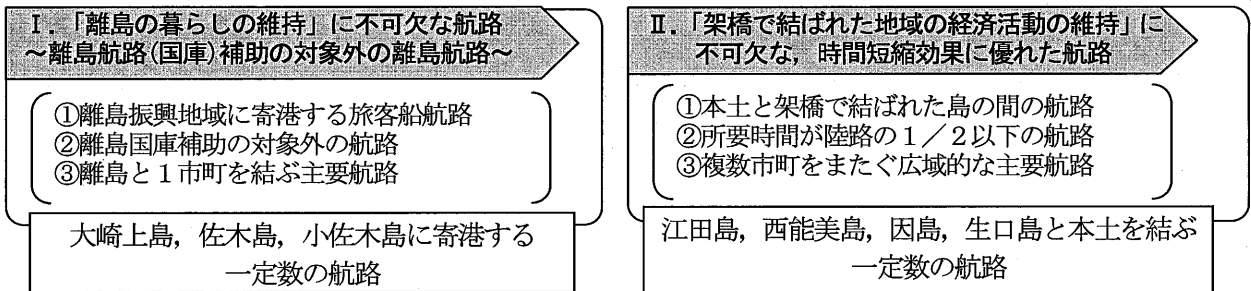 Ⅰ．「離島の暮らしの維持」に不可欠な航路
～離島航路(国庫)補助の対象外の離島航路～
①離島振興地域に寄港する旅客船航路
②離島国庫補助の対象外の航路
③離島と１市町を結ぶ主要航路
大崎上島，佐木島，小佐木島に寄港する
一定数の航路
Ⅱ．「架橋で結ばれた地域の経済活動の維持」に
不可欠な，時間短縮効果に優れた航路
①本土と架橋で結ばれた島の間の航路
②所要時間が陸路の１／２以下の航路
③複数市町をまたぐ広域的な主要航路
江田島，西能美島，因島，生口島と本土を結ぶ
一定数の航路